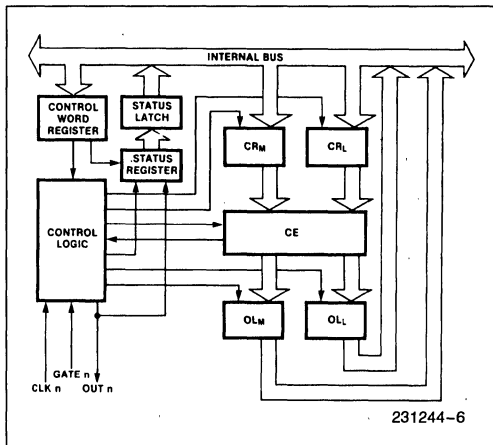 INTERNAL BUS
CONTROL
WORD
REGISTER
STATUS
LATCH
.STATUS
REGISTER
CRM
CRL
CONTROL
LOGIC
CE
OLM
OLL
GATE n
CLK n
OUT n
231244-6